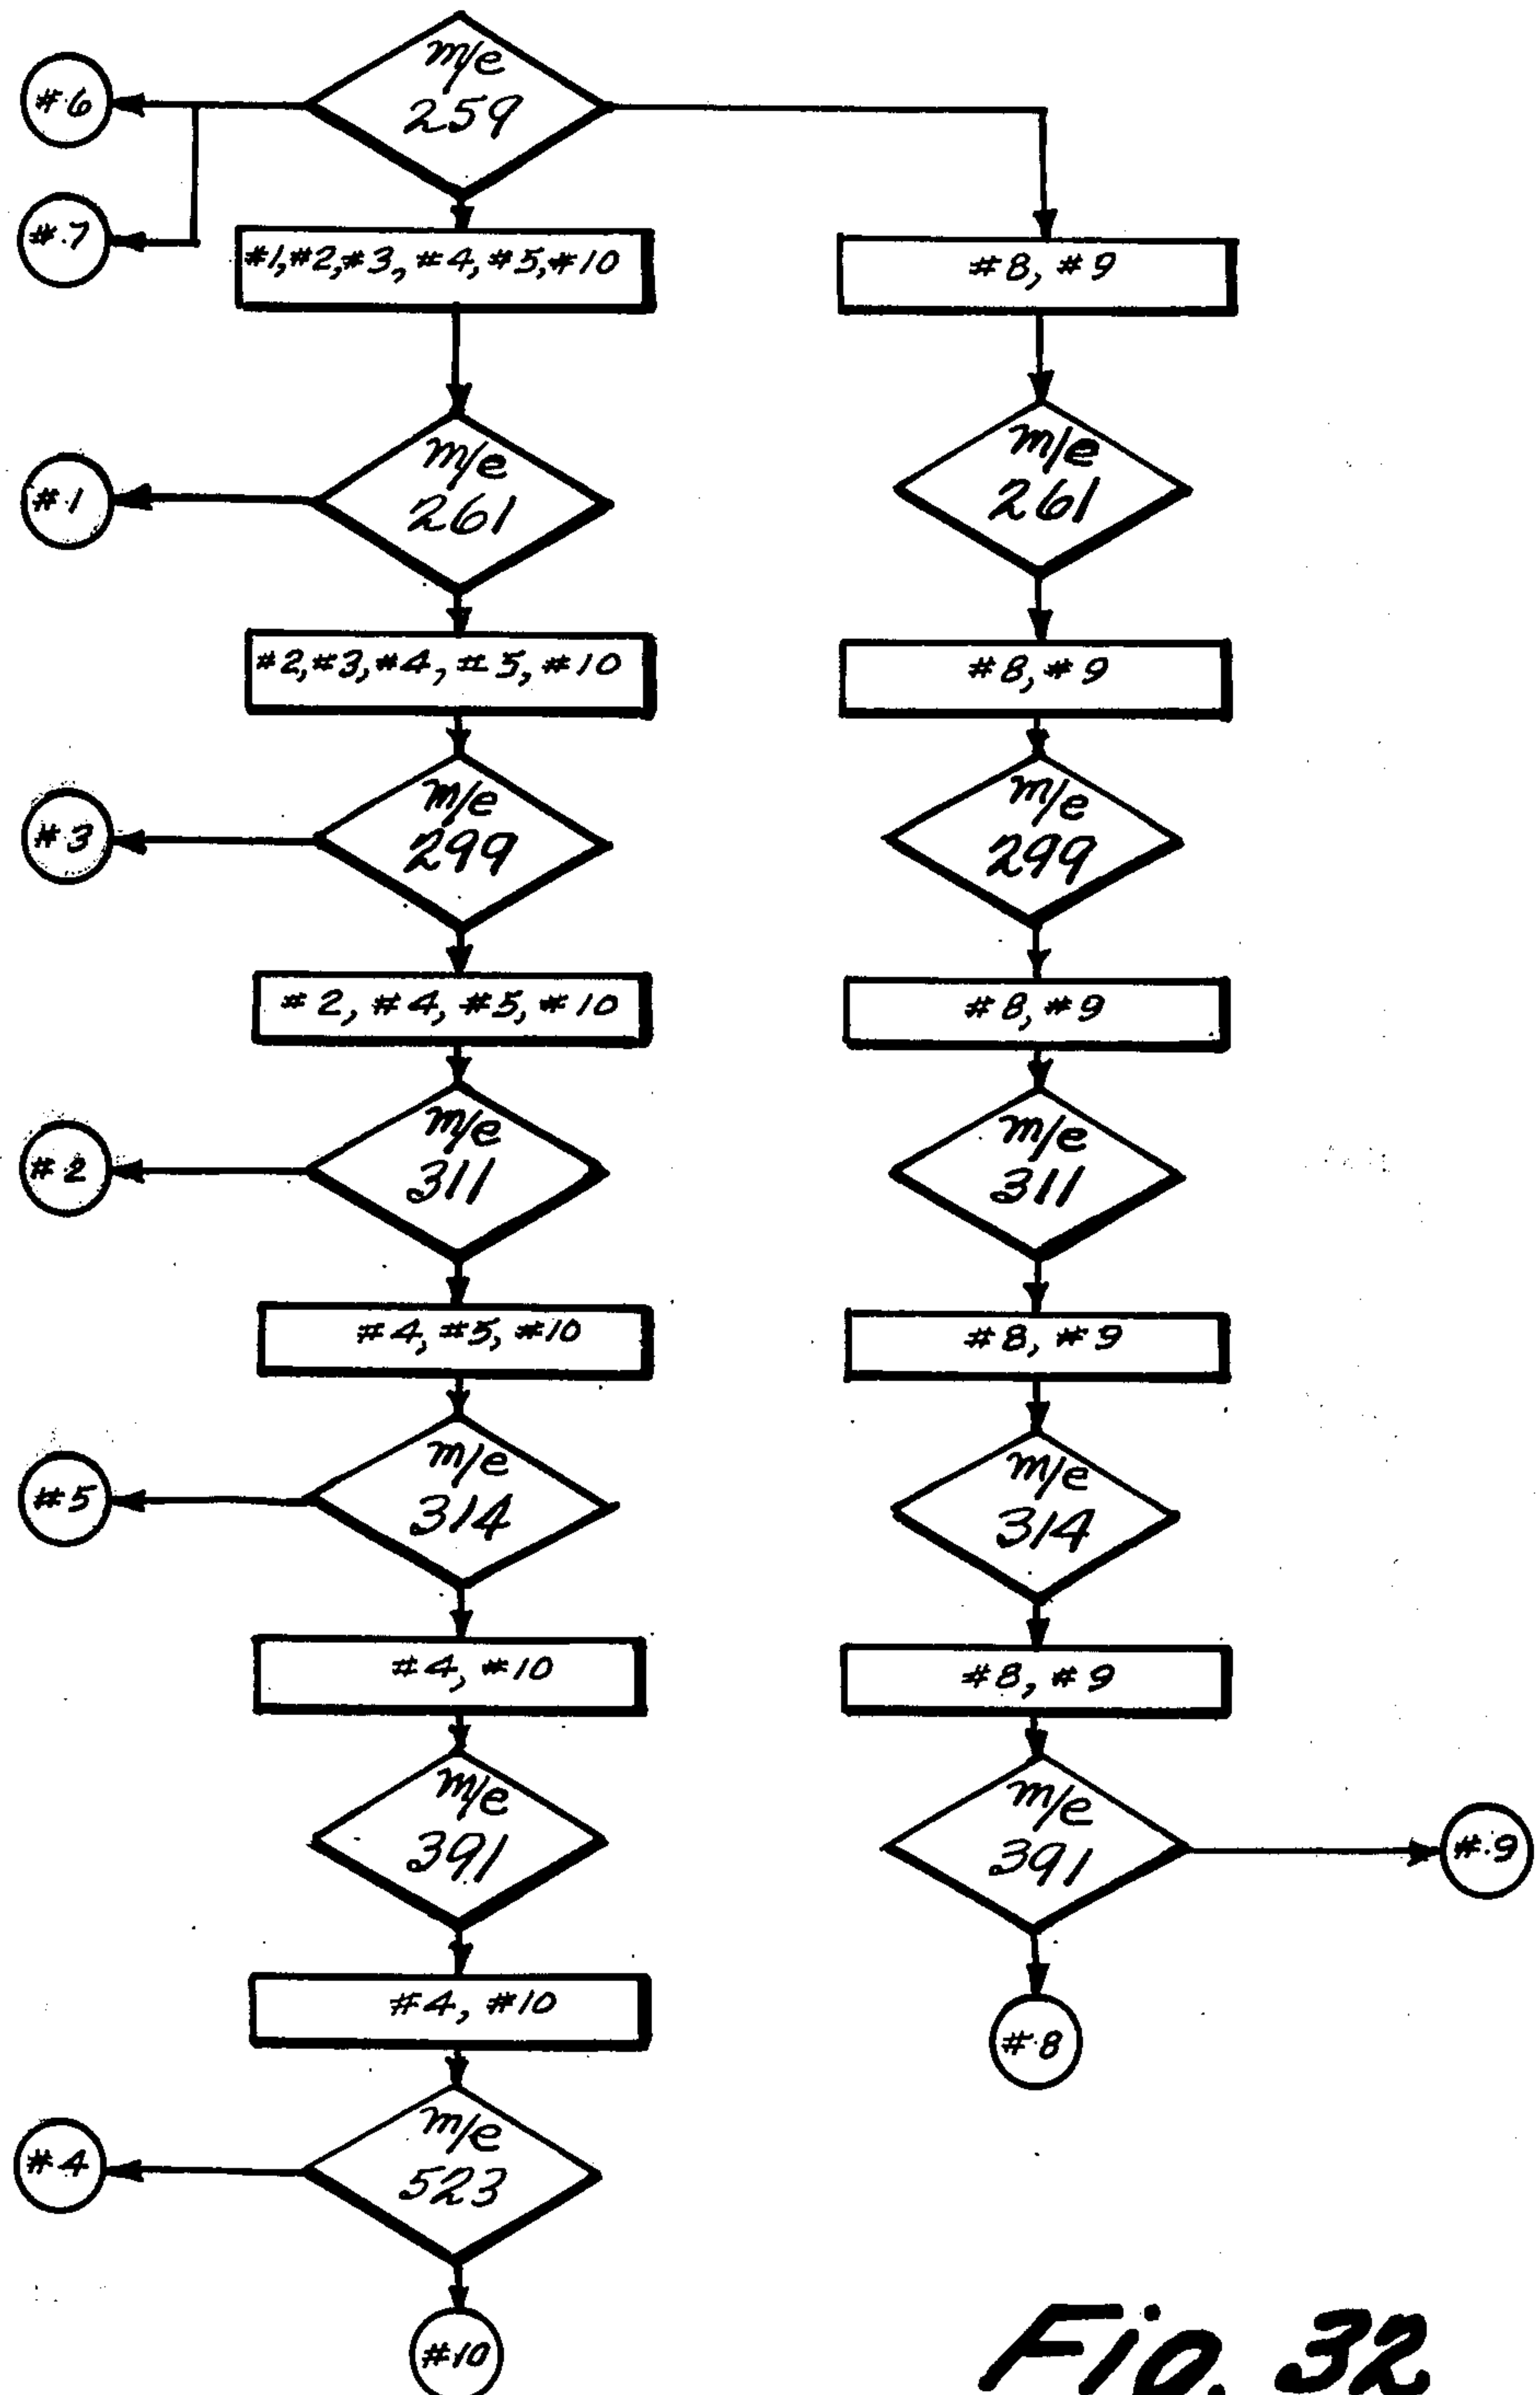 m/e
259
#6
#7
#1, #2, #3, #4, #5, #10
#8, #9
m/e
261
#1
m/e
261
#2, #3, #4, #5, #10
#8, #9
m/e
299
#3
m/e
299
#2, #4, #5, #10
#8, #9
m/e
311
#2
m/e
311
#4, #5, #10
#8, #9
m/e
314
#5
m/e
314
#4, #10
#8, #9
m/e
391
m/e
391
#9
#4, #10
#8
m/e
523
#4
#10
Fig. 32